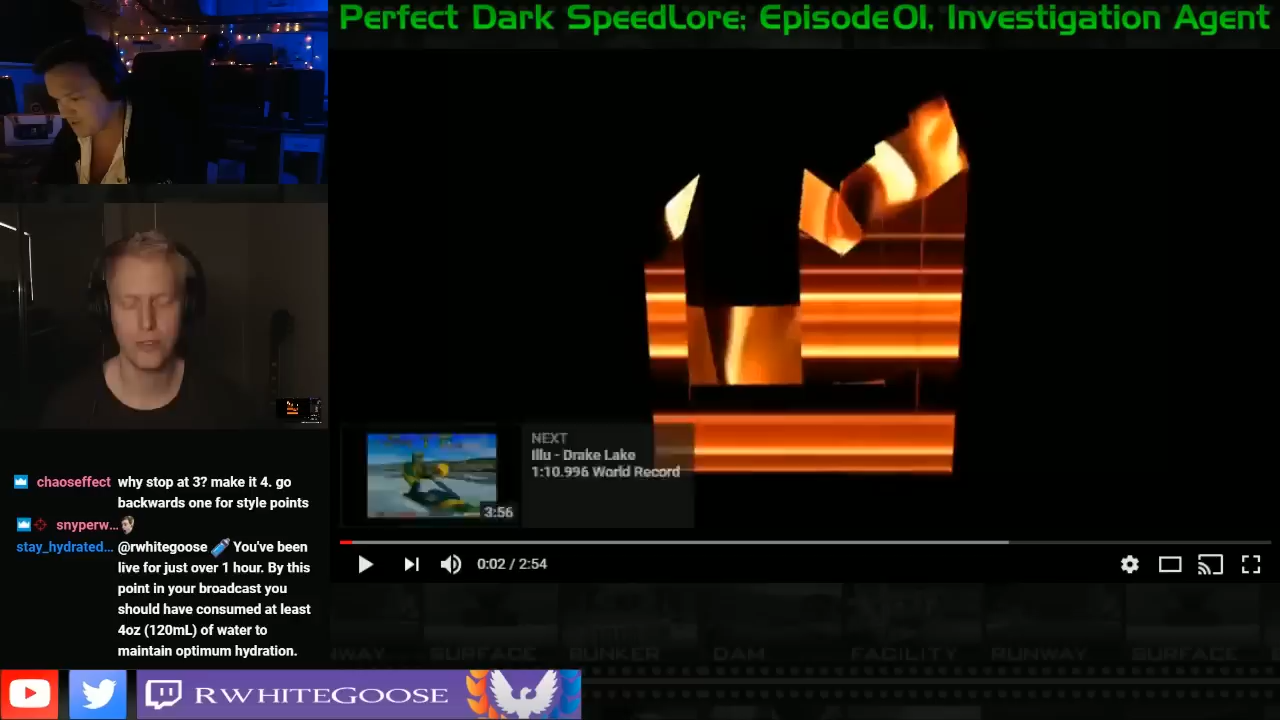 Perfect Dark SpeedLore; Episode01, Investigation Agent
NEXT
Illu - Drake Lake
1:10.996 World Record
3:56
0:02 / 2:54
chaoseffect why stop at 3? make it 4. go
backwards one for style points
snyperw...
stay_hydrated... @rwhitegoose You've been
live for just over 1 hour. By this
point in your broadcast you
should have consumed at least
4oz (120mL) of water to
maintain optimum hydration.
SURFACE BUNKER DAM FACILITY RUNWAY SURFACE
RWHITEGOOSE